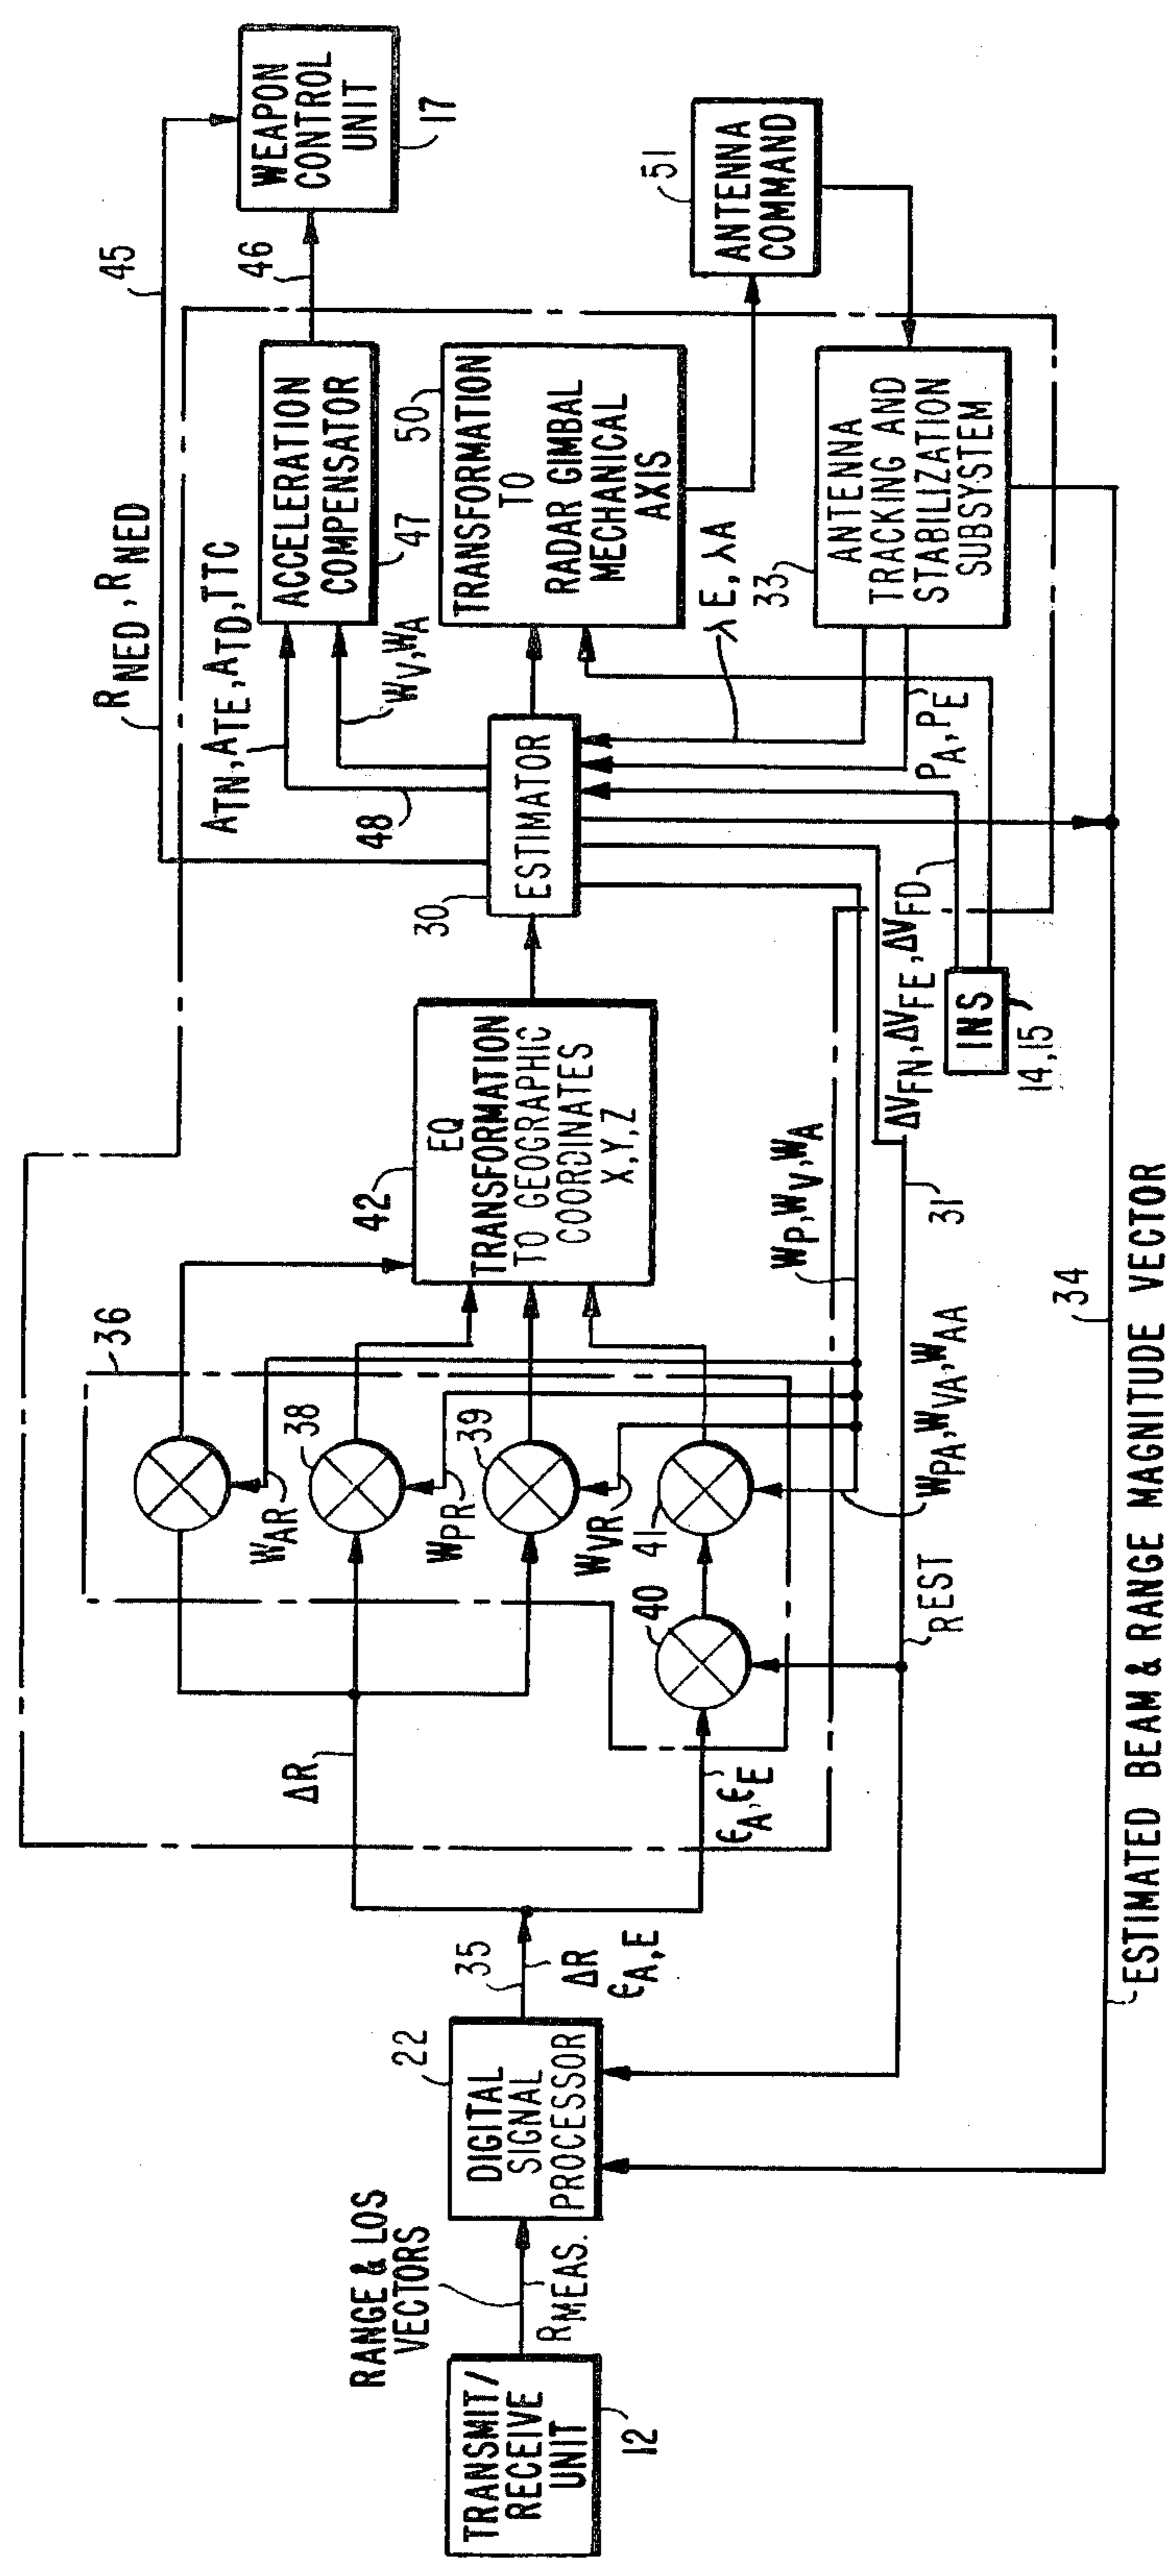 TRANSMIT/
RECEIVE
UNIT
12
RANGE & LOS
VECTORS
RMEAS.
DIGITAL
SIGNAL
PROCESSOR
22
35
ΔR
ϵA,E
ΔR
ϵA,ϵE
36
WAR
38
WPR
39
WVR
40
41
REST
WPA,WVA,WAA
WP,WV,WA
31
42
EQ
TRANSFORMATION
TO GEOGRAPHIC
COORDINATES
X,Y,Z
30
ESTIMATOR
INS
14,15
ΔVFN,ΔVFE,ΔVFD
PA,PE
λE,λA
48
ATN,ATE,ATD,TTC
WV,WA
RNED,RNED
45
ACCELERATION
COMPENSATOR
47
46
WEAPON
CONTROL
UNIT
17
50
TRANSFORMATION
TO
RADAR GIMBAL
MECHANICAL
AXIS
51
ANTENNA
COMMAND
33
ANTENNA
TRACKING AND
STABILIZATION
SUBSYSTEM
34
ESTIMATED BEAM & RANGE MAGNITUDE VECTOR